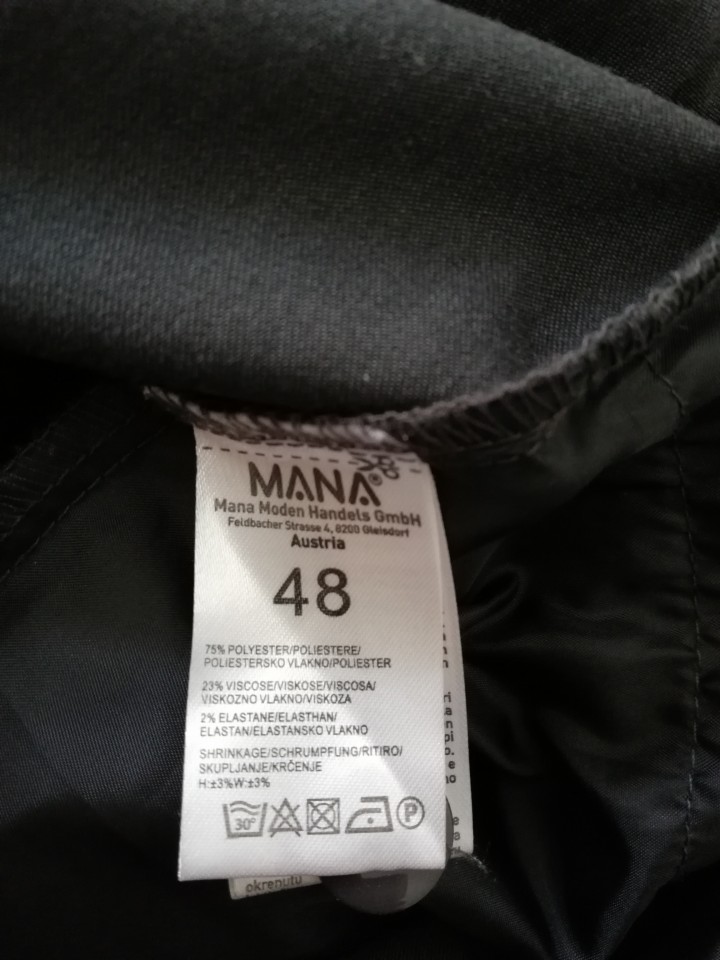 MANA®
Mana Moden Handels GmbH
Feldbacher Strasse 4, 8200 Gleisdorf
Austria
48
75% POLYESTER/POLIESTERE/
POLIESTERSKO VLAKNO/POLIESTER
23% VISCOSE/VISKOSE/VISCOSA/
VISKOZNO VLAKNO/VISKOZA
2% ELASTANE/ELASTHAN/
ELASTAN/ELASTANSKO VLAKNO
SHRINKAGE/SCHRUMPFUNG/RITIRO/
SKUPLJANJE/KRČENJE
H:±3%W:±3%
30° P
okrenutu